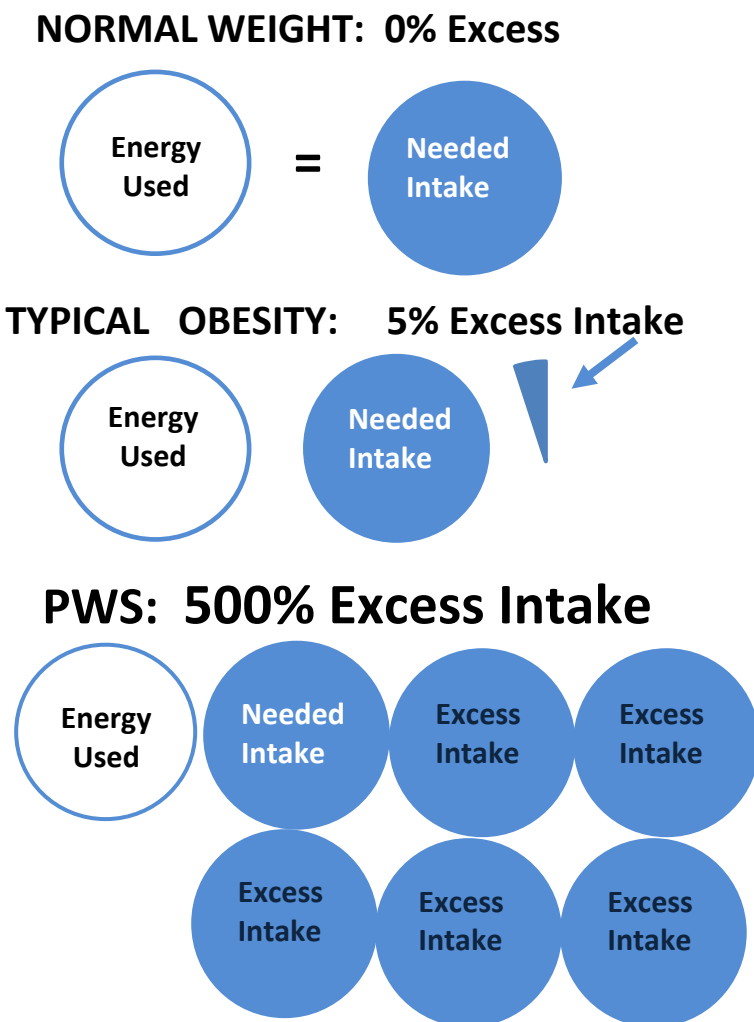 NORMAL WEIGHT: 0% Excess
Energy
Used
=
Needed
Intake
TYPICAL OBESITY: 5% Excess Intake
Energy
Used
Needed
Intake
PWS: 500% Excess Intake
Energy
Used
Needed
Intake
Excess
Intake
Excess
Intake
Excess
Intake
Excess
Intake
Excess
Intake